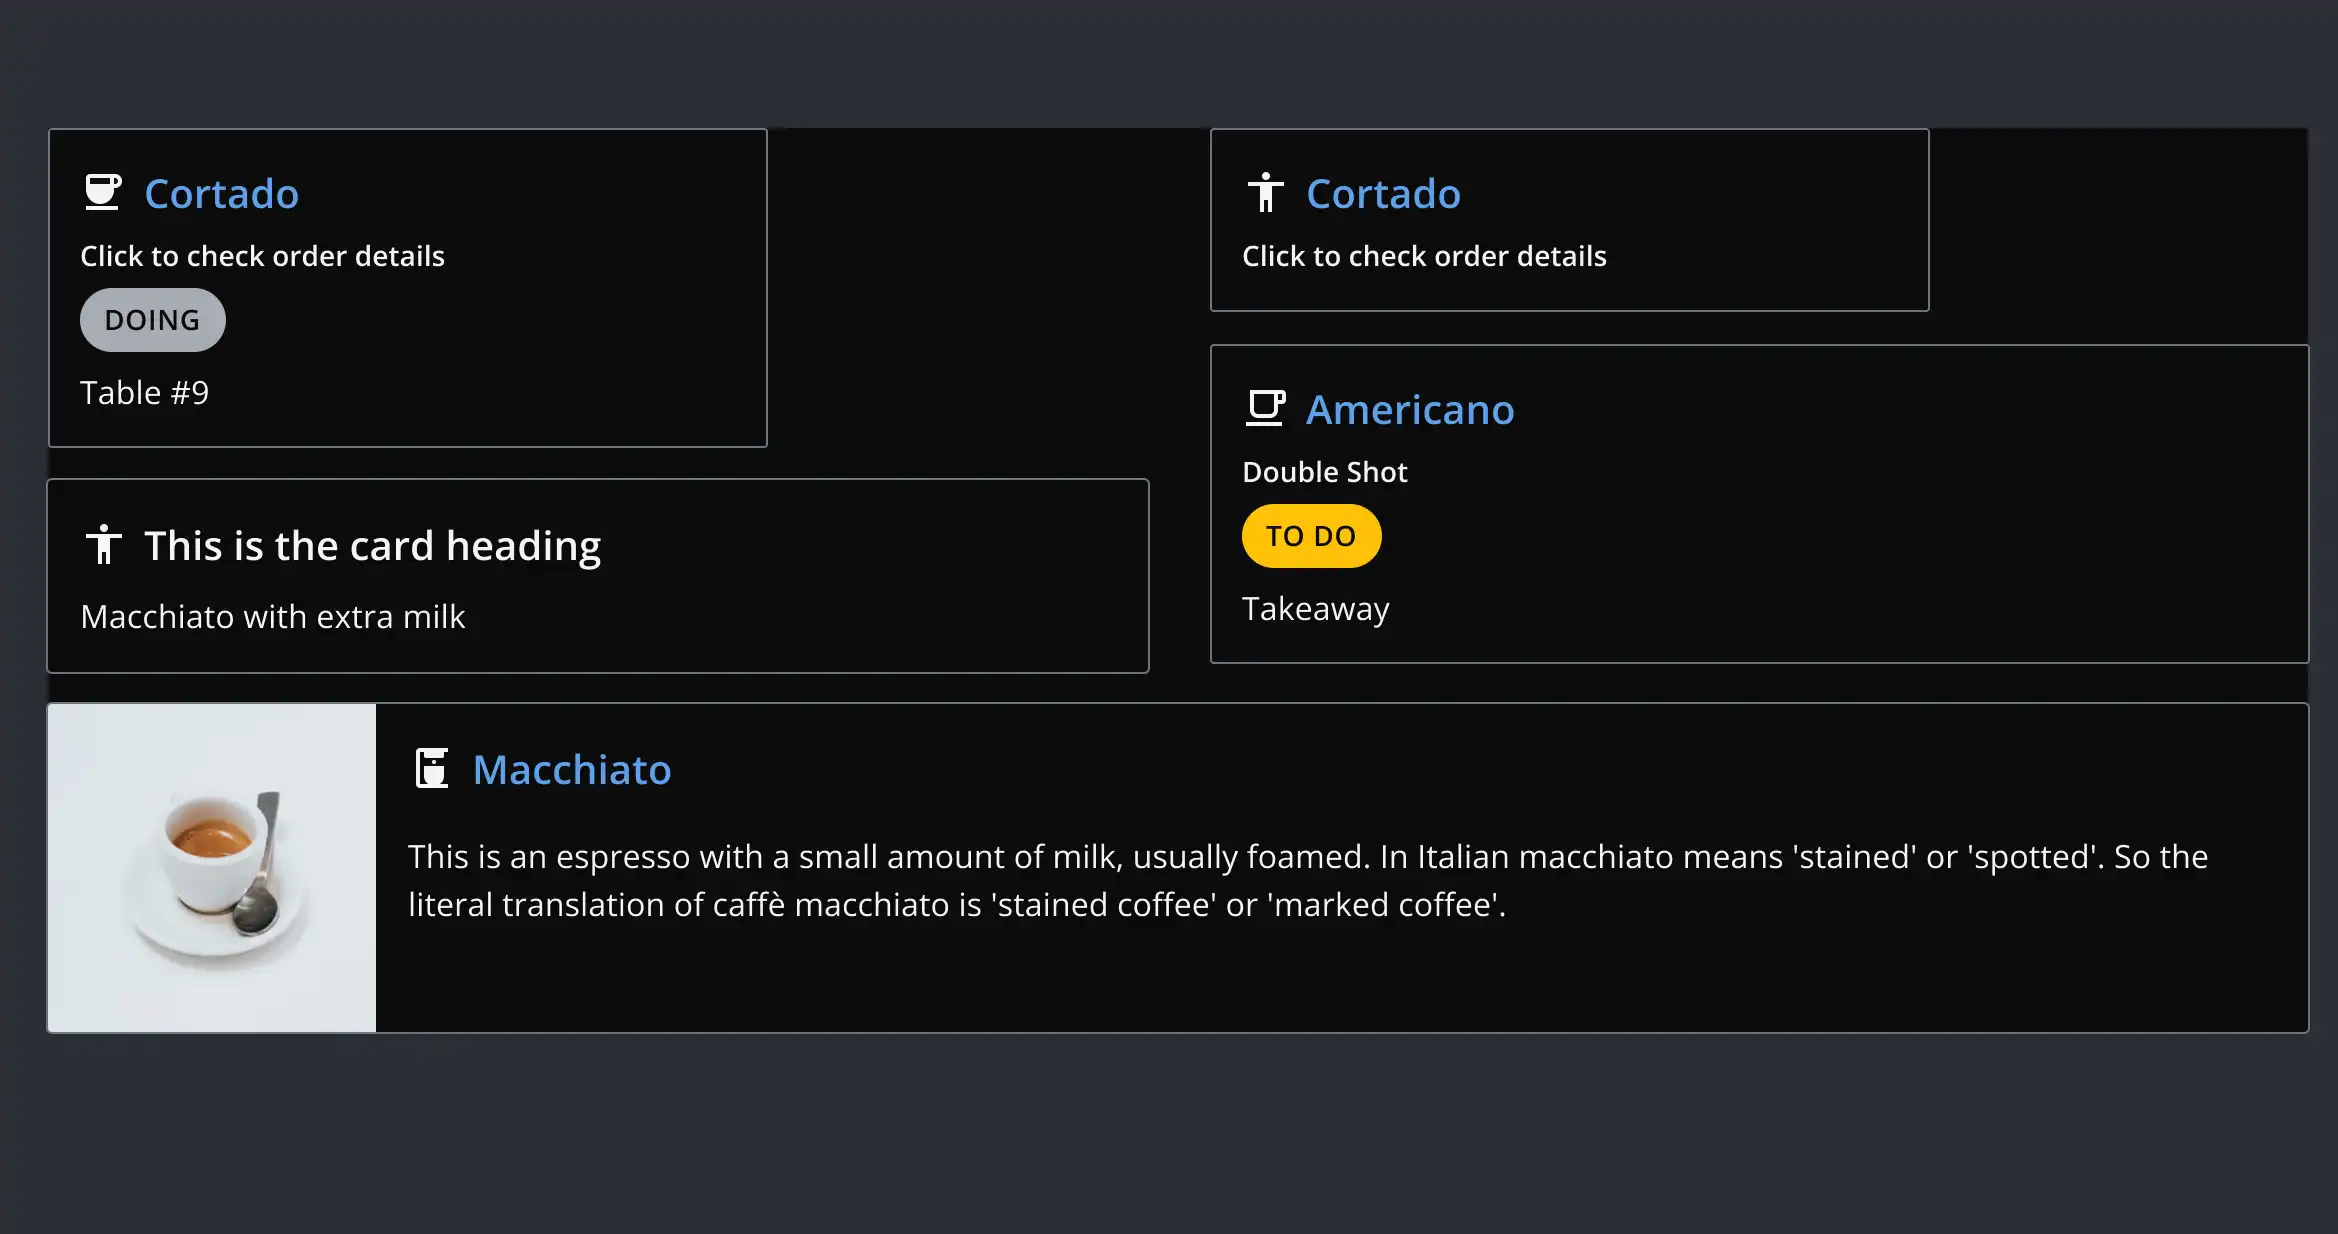 Cortado
Click to check order details
DOING
Table #9
This is the card heading
Macchiato with extra milk
Cortado
Click to check order details
Americano
Double Shot
TO DO
Takeaway
Macchiato
This is an espresso with a small amount of milk, usually foamed. In Italian macchiato means 'stained' or 'spotted'. So the
literal translation of caffè macchiato is 'stained coffee' or 'marked coffee'.